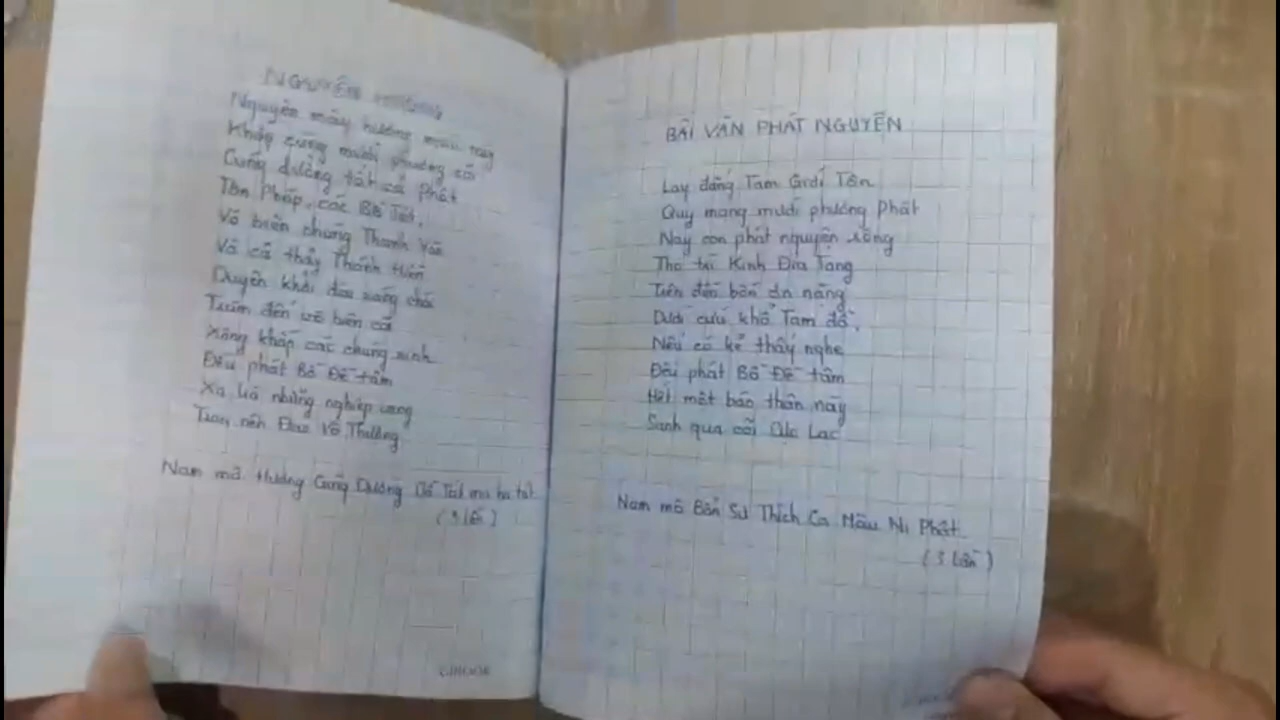 NGUYỆN HƯƠNG
Nguyện mây hương mầu này
Khắp cùng mười phương cõi
Cúng dường tất cả Phật
Tôn Pháp, các Bồ Tát,
Vô biên chúng Thanh Văn
Và cả thảy Thánh Hiền
Duyên khởi đài sáng chói
Trùm đến vô biên cõi
Xông khắp các chúng sinh
Đều phát Bồ Đề tâm
Xa lìa những nghiệp vọng
Trọn nên Đạo Vô Thượng
Nam mô Hương Cúng Dường Bồ Tát ma ha tát
(3 lần)
BÀI VĂN PHÁT NGUYỆN
Lạy đấng Tam Giới Tôn
Quy mạng mười phương Phật
Nay con phát nguyện rộng
Thọ trì Kinh Địa Tạng
Trên đền bốn ơn nặng
Dưới cứu khổ Tam đồ,
Nếu có kẻ thấy nghe
Đều phát Bồ Đề tâm
Hết một báo thân này
Sanh qua cõi Cực Lạc
Nam mô Bổn Sư Thích Ca Mâu Ni Phật.
(3 lần)